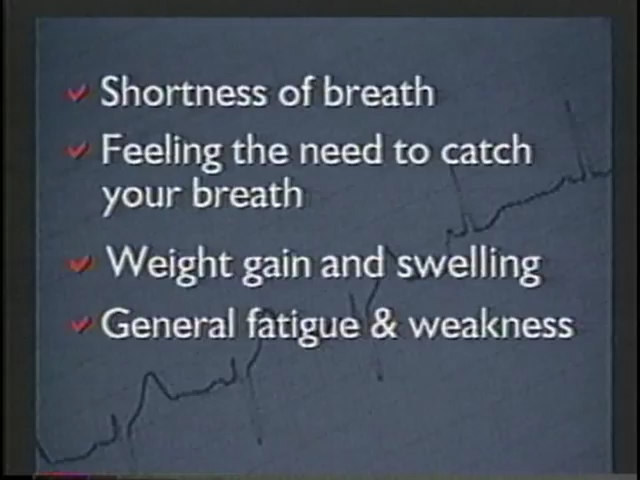 Shortness of breath
Feeling the need to catch
your breath
Weight gain and swelling
General fatigue & weakness